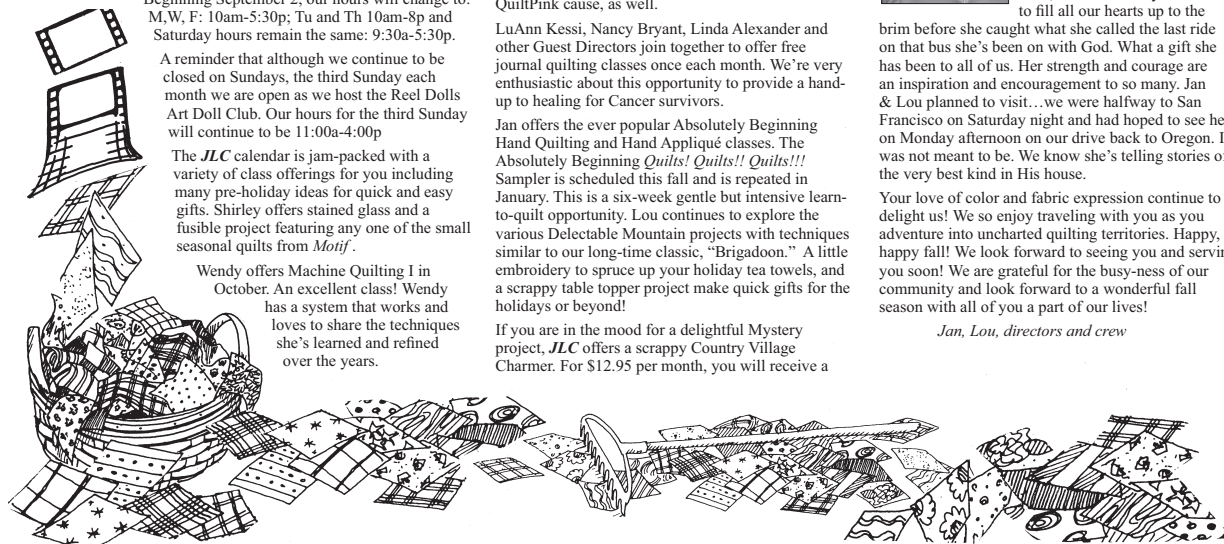 Beginning September 2, our hours will change to:
M,W, F: 10am-5:30p; Tu and Th 10am-8p and
Saturday hours remain the same: 9:30a-5:30p.
A reminder that although we continue to be
closed on Sundays, the third Sunday each
month we are open as we host the Reel Dolls
Art Doll Club. Our hours for the third Sunday
will continue to be 11:00a-4:00p
The JLC calendar is jam-packed with a
variety of class offerings for you including
many pre-holiday ideas for quick and easy
gifts. Shirley offers stained glass and a
fusible project featuring any one of the small
seasonal quilts from Motif .
Wendy offers Machine Quilting I in
October. An excellent class! Wendy
has a system that works and
loves to share the techniques
she’s learned and refined
over the years.
QuiltPink cause, as well.
LuAnn Kessi, Nancy Bryant, Linda Alexander and
other Guest Directors join together to offer free
journal quilting classes once each month. We’re very
enthusiastic about this opportunity to provide a hand-
up to healing for Cancer survivors.
Jan offers the ever popular Absolutely Beginning
Hand Quilting and Hand Appliqué classes. The
Absolutely Beginning Quilts! Quilts!! Quilts!!!
Sampler is scheduled this fall and is repeated in
January. This is a six-week gentle but intensive learn-
to-quilt opportunity. Lou continues to explore the
various Delectable Mountain projects with techniques
similar to our long-time classic, “Brigadoon.” A little
embroidery to spruce up your holiday tea towels, and
a scrappy table topper project make quick gifts for the
holidays or beyond!
If you are in the mood for a delightful Mystery
project, JLC offers a scrappy Country Village
Charmer. For $12.95 per month, you will receive a
to fill all our hearts up to the
brim before she caught what she called the last ride
on that bus she’s been on with God. What a gift she
has been to all of us. Her strength and courage are
an inspiration and encouragement to so many. Jan
& Lou planned to visit…we were halfway to San
Francisco on Saturday night and had hoped to see he
on Monday afternoon on our drive back to Oregon. I
was not meant to be. We know she’s telling stories of
the very best kind in His house.
Your love of color and fabric expression continue to
delight us! We so enjoy traveling with you as you
adventure into uncharted quilting territories. Happy,
happy fall! We look forward to seeing you and servin
you soon! We are grateful for the busy-ness of our
community and look forward to a wonderful fall
season with all of you a part of our lives!
Jan, Lou, directors and crew